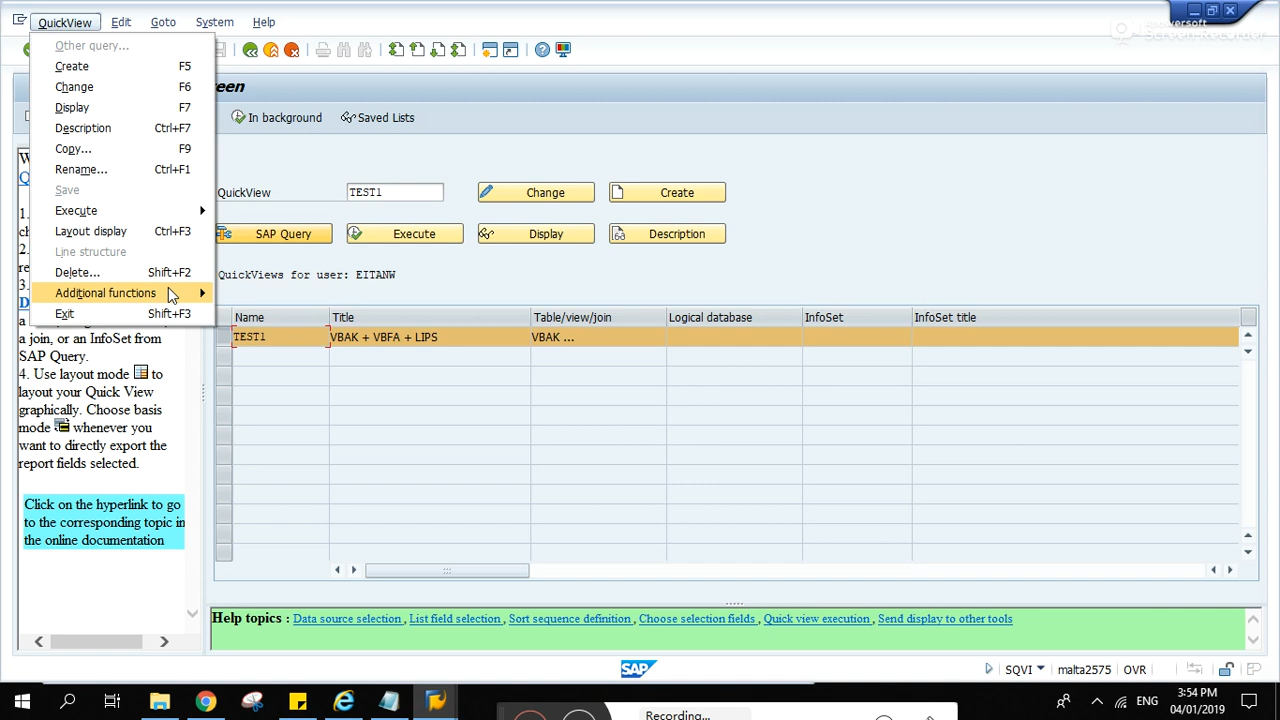 QuickView Edit Goto System Help
Other query...
Create F5
Change F6
Display F7
Description Ctrl+F7
Copy... F9
Rename... Ctrl+F1
Save
Execute
Layout display Ctrl+F3
Line structure
Delete... Shift+F2
Additional functions
Exit Shift+F3
Screen Recorder
een
In background Saved Lists
QuickView TEST1 Change Create
SAP Query Execute Display Description
QuickViews for user: EITANW
Name Title Table/view/join Logical database InfoSet InfoSet title
TEST1 VBAK + VBFA + LIPS VBAK ...
W
Q
1.
ch
2.
re
3.
D
a
a join, or an InfoSet from
SAP Query.
4. Use layout mode to
layout your Quick View
graphically. Choose basis
mode whenever you
want to directly export the
report fields selected.
Click on the hyperlink to go
to the corresponding topic in
the online documentation
Help topics : Data source selection , List field selection , Sort sequence definition , Choose selection fields , Quick view execution , Send display to other tools
SAP
SQVI malta2575 OVR
Recording...
ENG
3:54 PM
04/01/2019